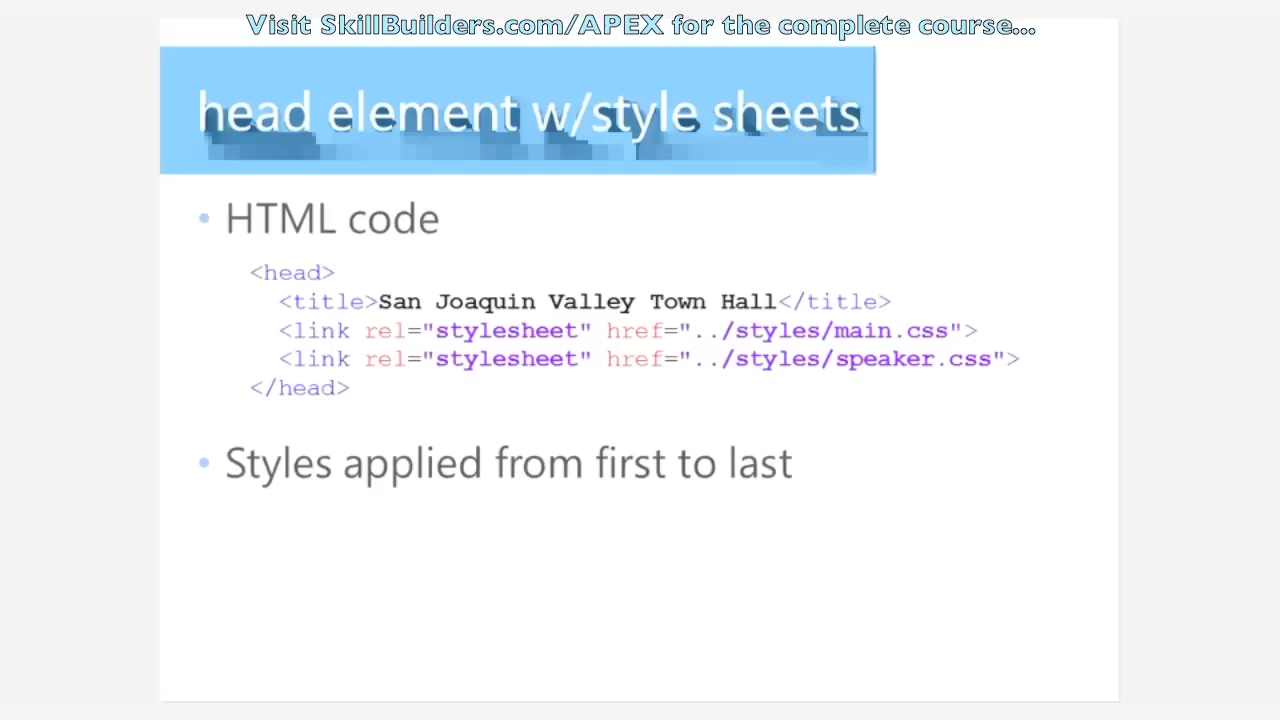 Visit SkillBuilders.com/APEX for the complete course...
head element w/style sheets
• HTML code
<head>
<title>San Joaquin Valley Town Hall</title>
<link rel="stylesheet" href="../styles/main.css">
<link rel="stylesheet" href="../styles/speaker.css">
</head>
• Styles applied from first to last